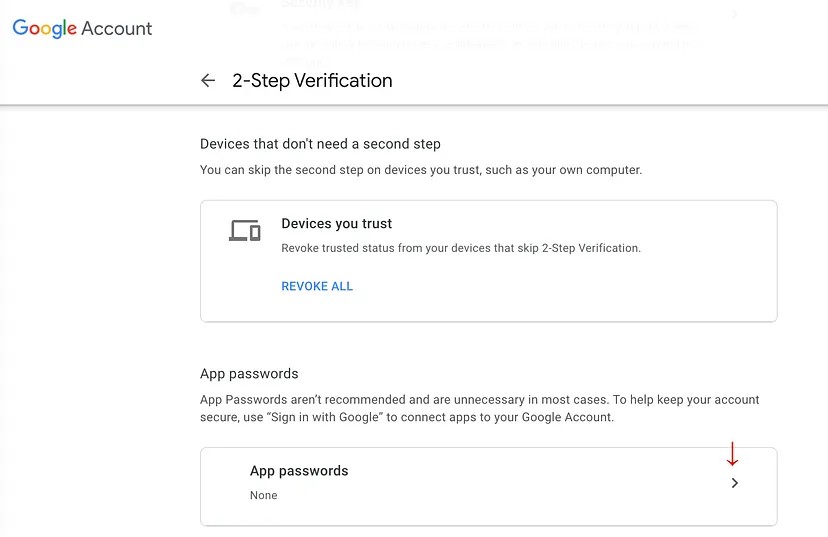 Security key
Google Account
2-Step Verification
Devices that don't need a second step
You can skip the second step on devices you trust, such as your own computer.
Devices you trust
Revoke trusted status from your devices that skip 2-Step Verification.
REVOKE ALL
App passwords
App Passwords aren’t recommended and are unnecessary in most cases. To help keep your account
secure, use “Sign in with Google” to connect apps to your Google Account.
App passwords
None